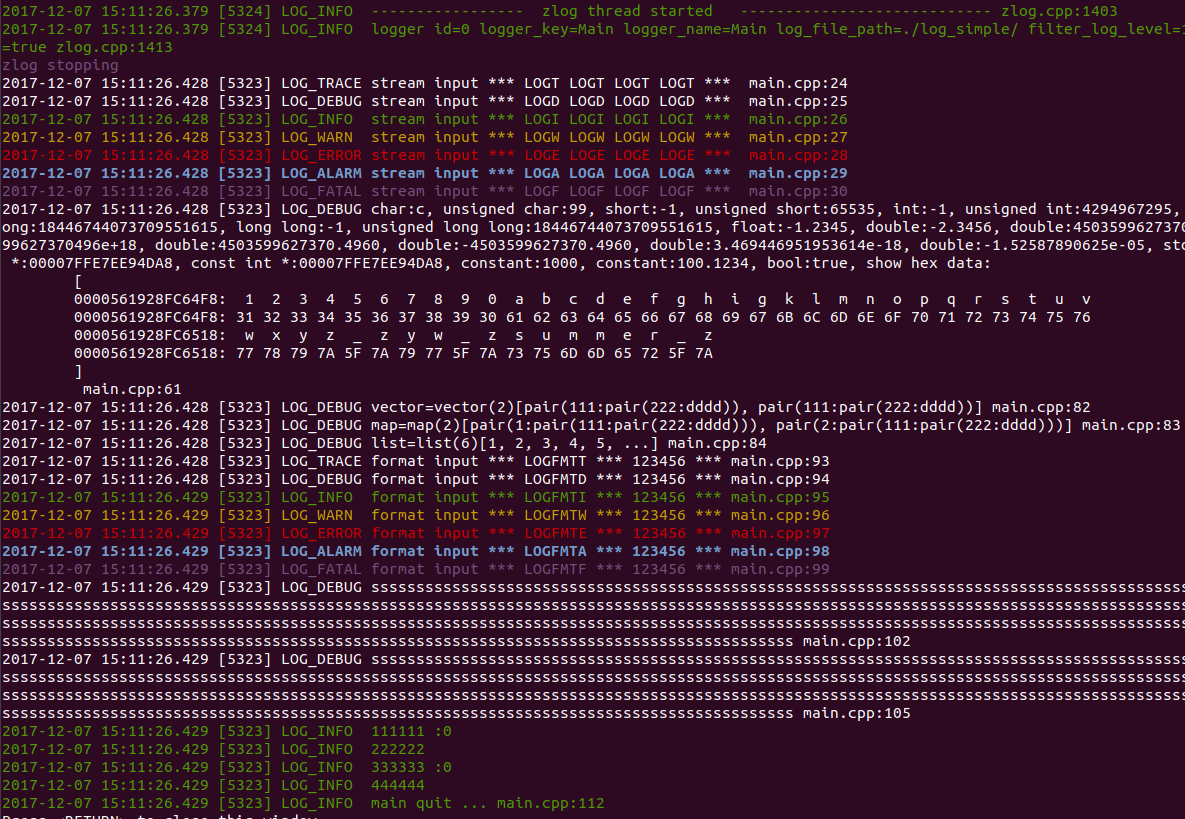 2017-12-07 15:11:26.379 [5324] LOG_INFO  -----------------  zlog thread started   ---------------------------- zlog.cpp:1403
2017-12-07 15:11:26.379 [5324] LOG_INFO  logger id=0 logger_key=Main logger_name=Main log_file_path=./log_simple/ filter_log_level=
=true zlog.cpp:1413
zlog stopping
2017-12-07 15:11:26.428 [5323] LOG_TRACE stream input *** LOGT LOGT LOGT LOGT ***  main.cpp:24
2017-12-07 15:11:26.428 [5323] LOG_DEBUG stream input *** LOGD LOGD LOGD LOGD ***  main.cpp:25
2017-12-07 15:11:26.428 [5323] LOG_INFO  stream input *** LOGI LOGI LOGI LOGI ***  main.cpp:26
2017-12-07 15:11:26.428 [5323] LOG_WARN  stream input *** LOGW LOGW LOGW LOGW ***  main.cpp:27
2017-12-07 15:11:26.428 [5323] LOG_ERROR stream input *** LOGE LOGE LOGE LOGE ***  main.cpp:28
2017-12-07 15:11:26.428 [5323] LOG_ALARM stream input *** LOGA LOGA LOGA LOGA ***  main.cpp:29
2017-12-07 15:11:26.428 [5323] LOG_FATAL stream input *** LOGF LOGF LOGF LOGF ***  main.cpp:30
2017-12-07 15:11:26.428 [5323] LOG_DEBUG char:c, unsigned char:99, short:-1, unsigned short:65535, int:-1, unsigned int:4294967295,
ong:18446744073709551615, long long:-1, unsigned long long:18446744073709551615, float:-1.2345, double:-2.3456, double:4503599627370
99627370496e+18, double:4503599627370.4960, double:-4503599627370.4960, double:3.469446951953614e-18, double:-1.52587890625e-05, std
 *:00007FFE7EE94DA8, const int *:00007FFE7EE94DA8, constant:1000, constant:100.1234, bool:true, show hex data:
[
0000561928FC64F8:  1  2  3  4  5  6  7  8  9  0  a  b  c  d  e  f  g  h  i  g  k  l  m  n  o  p  q  r  s  t  u  v
0000561928FC64F8: 31 32 33 34 35 36 37 38 39 30 61 62 63 64 65 66 67 68 69 67 6B 6C 6D 6E 6F 70 71 72 73 74 75 76
0000561928FC6518:  w  x  y  z  _  z  y  w  _  z  s  u  m  m  e  r  _  z
0000561928FC6518: 77 78 79 7A 5F 7A 79 77 5F 7A 73 75 6D 6D 65 72 5F 7A
]
 main.cpp:61
2017-12-07 15:11:26.428 [5323] LOG_DEBUG vector=vector(2)[pair(111:pair(222:dddd)), pair(111:pair(222:dddd))] main.cpp:82
2017-12-07 15:11:26.428 [5323] LOG_DEBUG map=map(2)[pair(1:pair(111:pair(222:dddd))), pair(2:pair(111:pair(222:dddd)))] main.cpp:83
2017-12-07 15:11:26.428 [5323] LOG_DEBUG list=list(6)[1, 2, 3, 4, 5, ...] main.cpp:84
2017-12-07 15:11:26.428 [5323] LOG_TRACE format input *** LOGFMTT *** 123456 *** main.cpp:93
2017-12-07 15:11:26.428 [5323] LOG_DEBUG format input *** LOGFMTD *** 123456 *** main.cpp:94
2017-12-07 15:11:26.429 [5323] LOG_INFO  format input *** LOGFMTI *** 123456 *** main.cpp:95
2017-12-07 15:11:26.429 [5323] LOG_WARN  format input *** LOGFMTW *** 123456 *** main.cpp:96
2017-12-07 15:11:26.429 [5323] LOG_ERROR format input *** LOGFMTE *** 123456 *** main.cpp:97
2017-12-07 15:11:26.429 [5323] LOG_ALARM format input *** LOGFMTA *** 123456 *** main.cpp:98
2017-12-07 15:11:26.429 [5323] LOG_FATAL format input *** LOGFMTF *** 123456 *** main.cpp:99
2017-12-07 15:11:26.429 [5323] LOG_DEBUG
main.cpp:102
2017-12-07 15:11:26.429 [5323] LOG_DEBUG
main.cpp:105
2017-12-07 15:11:26.429 [5323] LOG_INFO  111111 :0
2017-12-07 15:11:26.429 [5323] LOG_INFO  222222
2017-12-07 15:11:26.429 [5323] LOG_INFO  333333 :0
2017-12-07 15:11:26.429 [5323] LOG_INFO  444444
2017-12-07 15:11:26.429 [5323] LOG_INFO  main quit ... main.cpp:112
Press <RETURN> to close this window